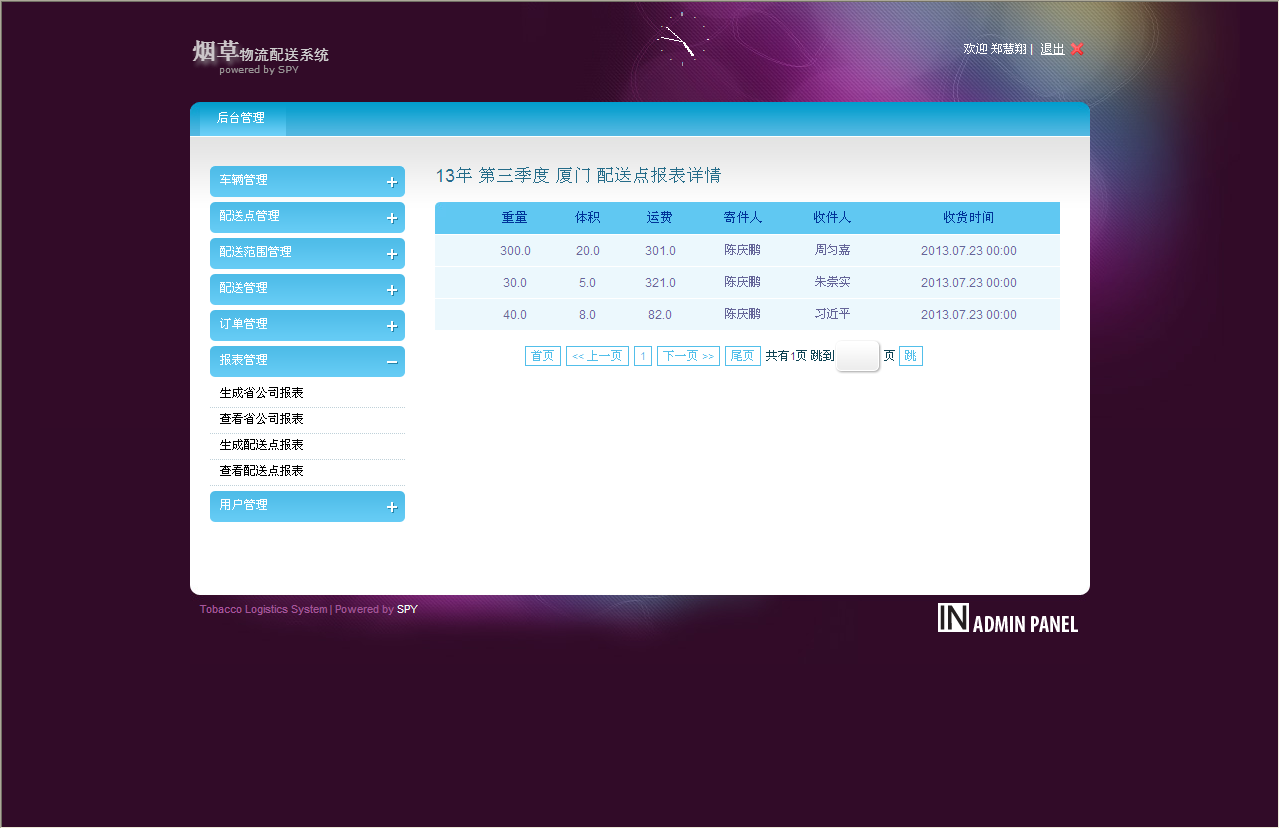 烟草物流配送系统
powered by SPY
欢迎 郑慧翔 | 退出
后台管理
车辆管理
配送点管理
配送范围管理
配送管理
订单管理
报表管理
生成省公司报表
查看省公司报表
生成配送点报表
查看配送点报表
用户管理
13年 第三季度 厦门 配送点报表详情
重量 体积 运费 寄件人 收件人 收货时间
300.0 20.0 301.0 陈庆鹏 周匀嘉 2013.07.23 00:00
30.0 5.0 321.0 陈庆鹏 朱崇实 2013.07.23 00:00
40.0 8.0 82.0 陈庆鹏 习近平 2013.07.23 00:00
首页 << 上一页 1 下一页 >> 尾页 共有1页 跳到 页 跳
Tobacco Logistics System | Powered by SPY
IN ADMIN PANEL